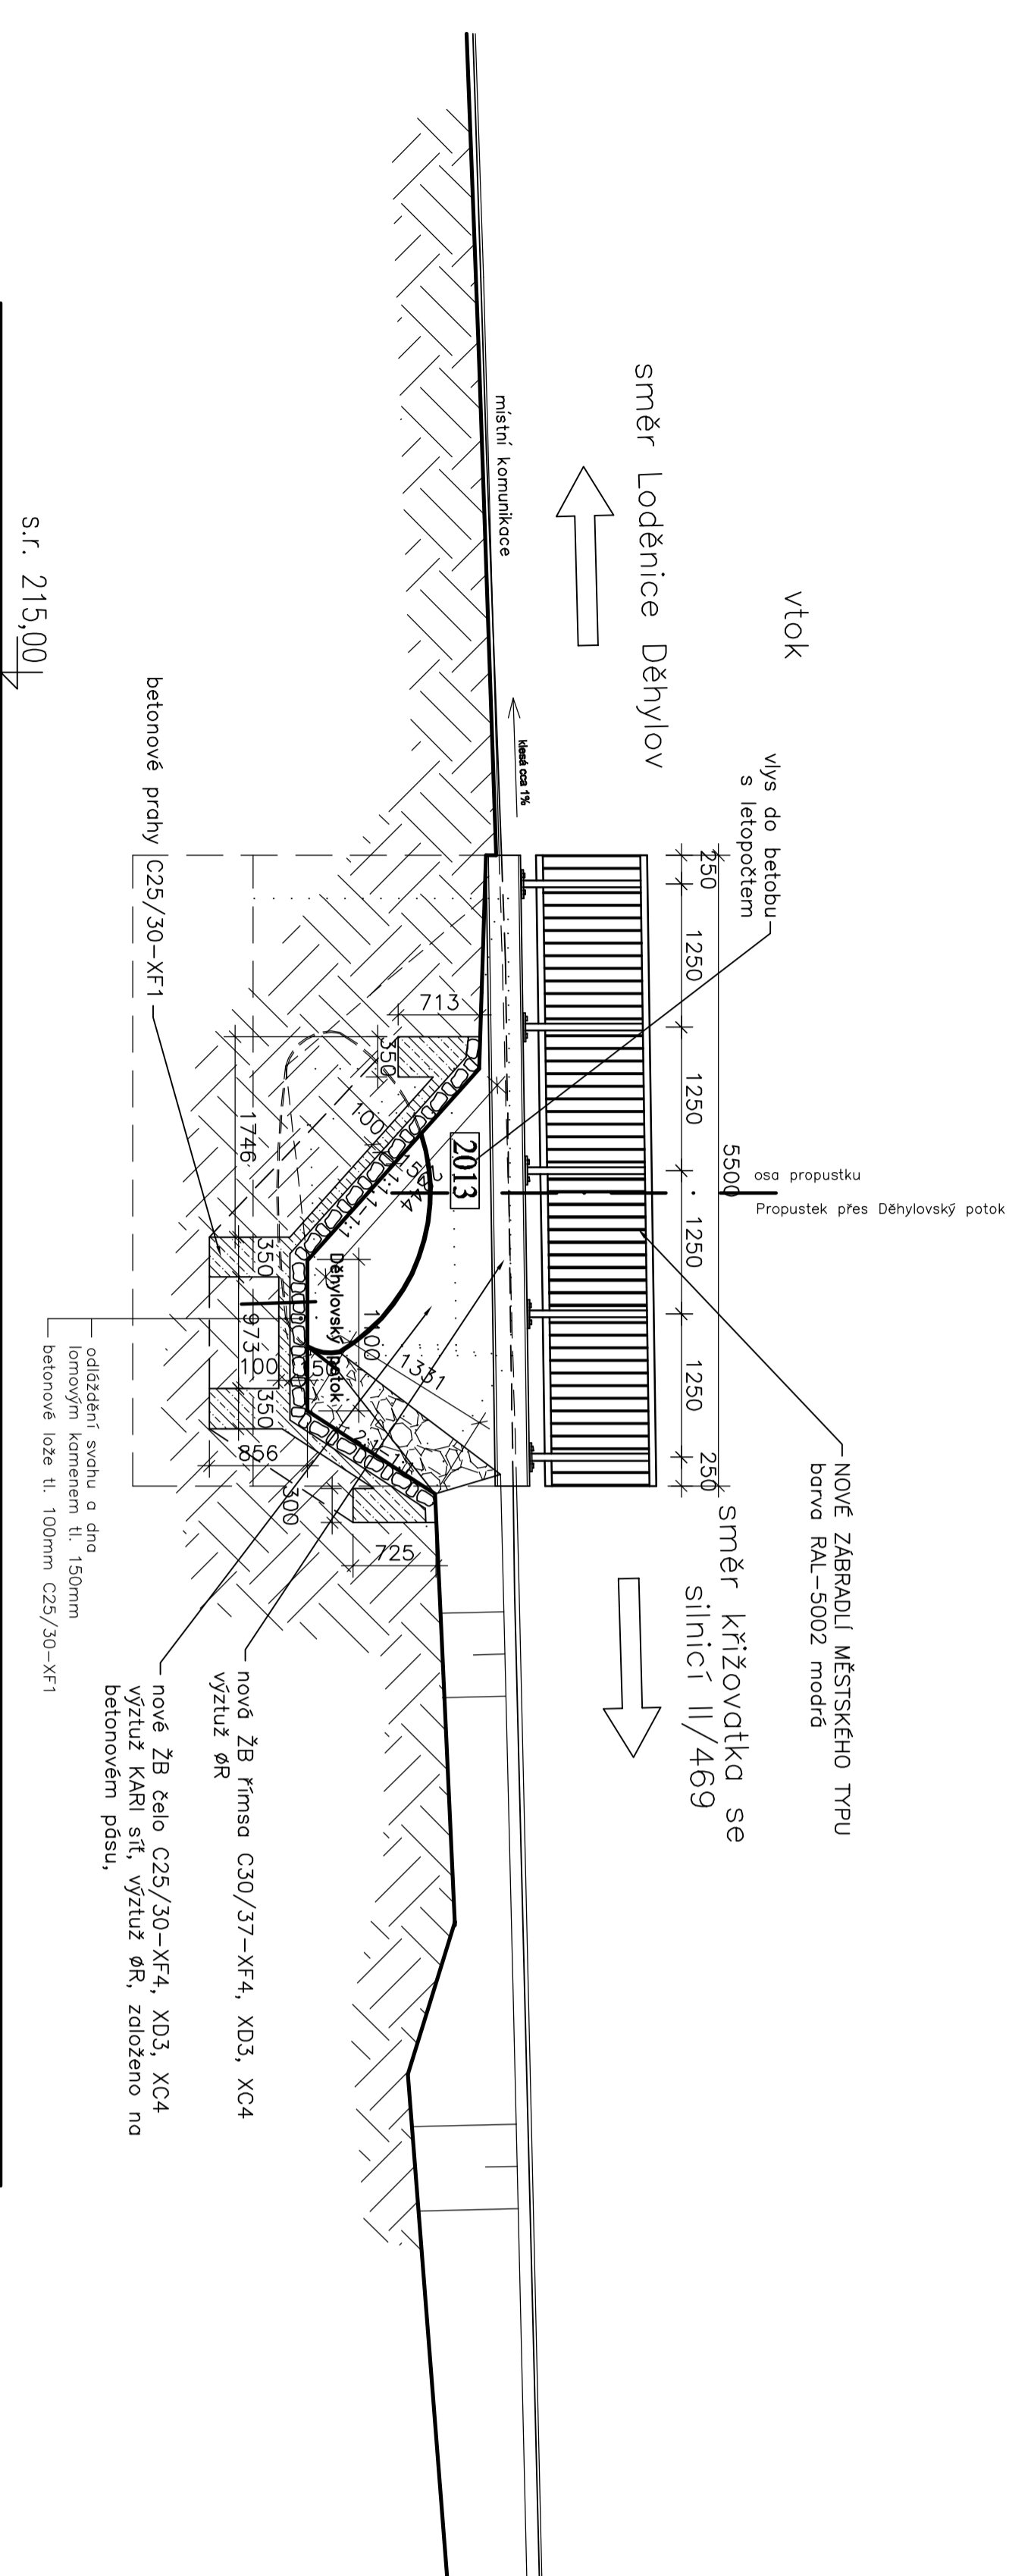 vtok
směr Loděnice Děhylov
místní komunikace
klesá cca 1%
vlys do betobu
s letopočtem
250
1250
1250
1250
1250
250
5500
osa propustku
Propustek přes Děhylovský potok
NOVÉ ZÁBRADLÍ MĚSTSKÉHO TYPU
barva RAL-5002 modrá
směr křižovatka se
silnicí II/469
2013
713
350
100
1746
350
973
350
100
1100
1331
856
300
725
Děhylovský potok
s.r. 215,00
betonové prahy C25/30-XF1
nová ŽB římsa C30/37-XF4, XD3, XC4
výztuž øR
nové ŽB čelo C25/30-XF4, XD3, XC4
výztuž KARI síť, výztuž øR, založeno na
betonovém pásu,
odláždění svahu a dna
lomovým kamenem tl. 150mm
betonové lože tl. 100mm C25/30-XF1